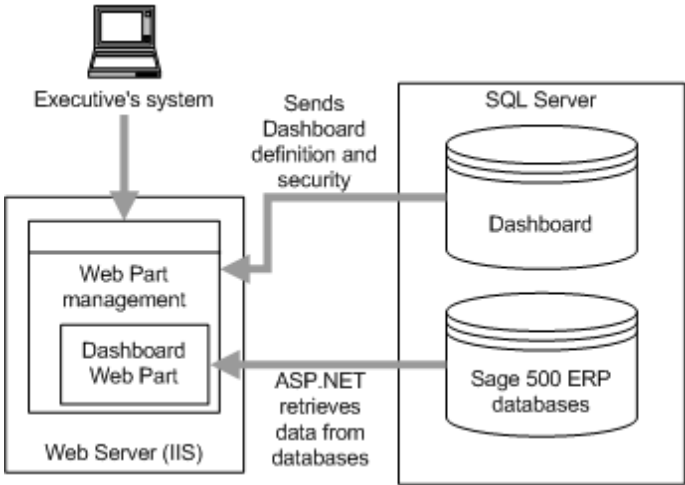 Executive's system
Sends
Dashboard
definition and
security
SQL Server
Dashboard
Web Part
management
Dashboard
Web Part
Web Server (IIS)
ASP.NET
retrieves
data from
databases
Sage 500 ERP
databases